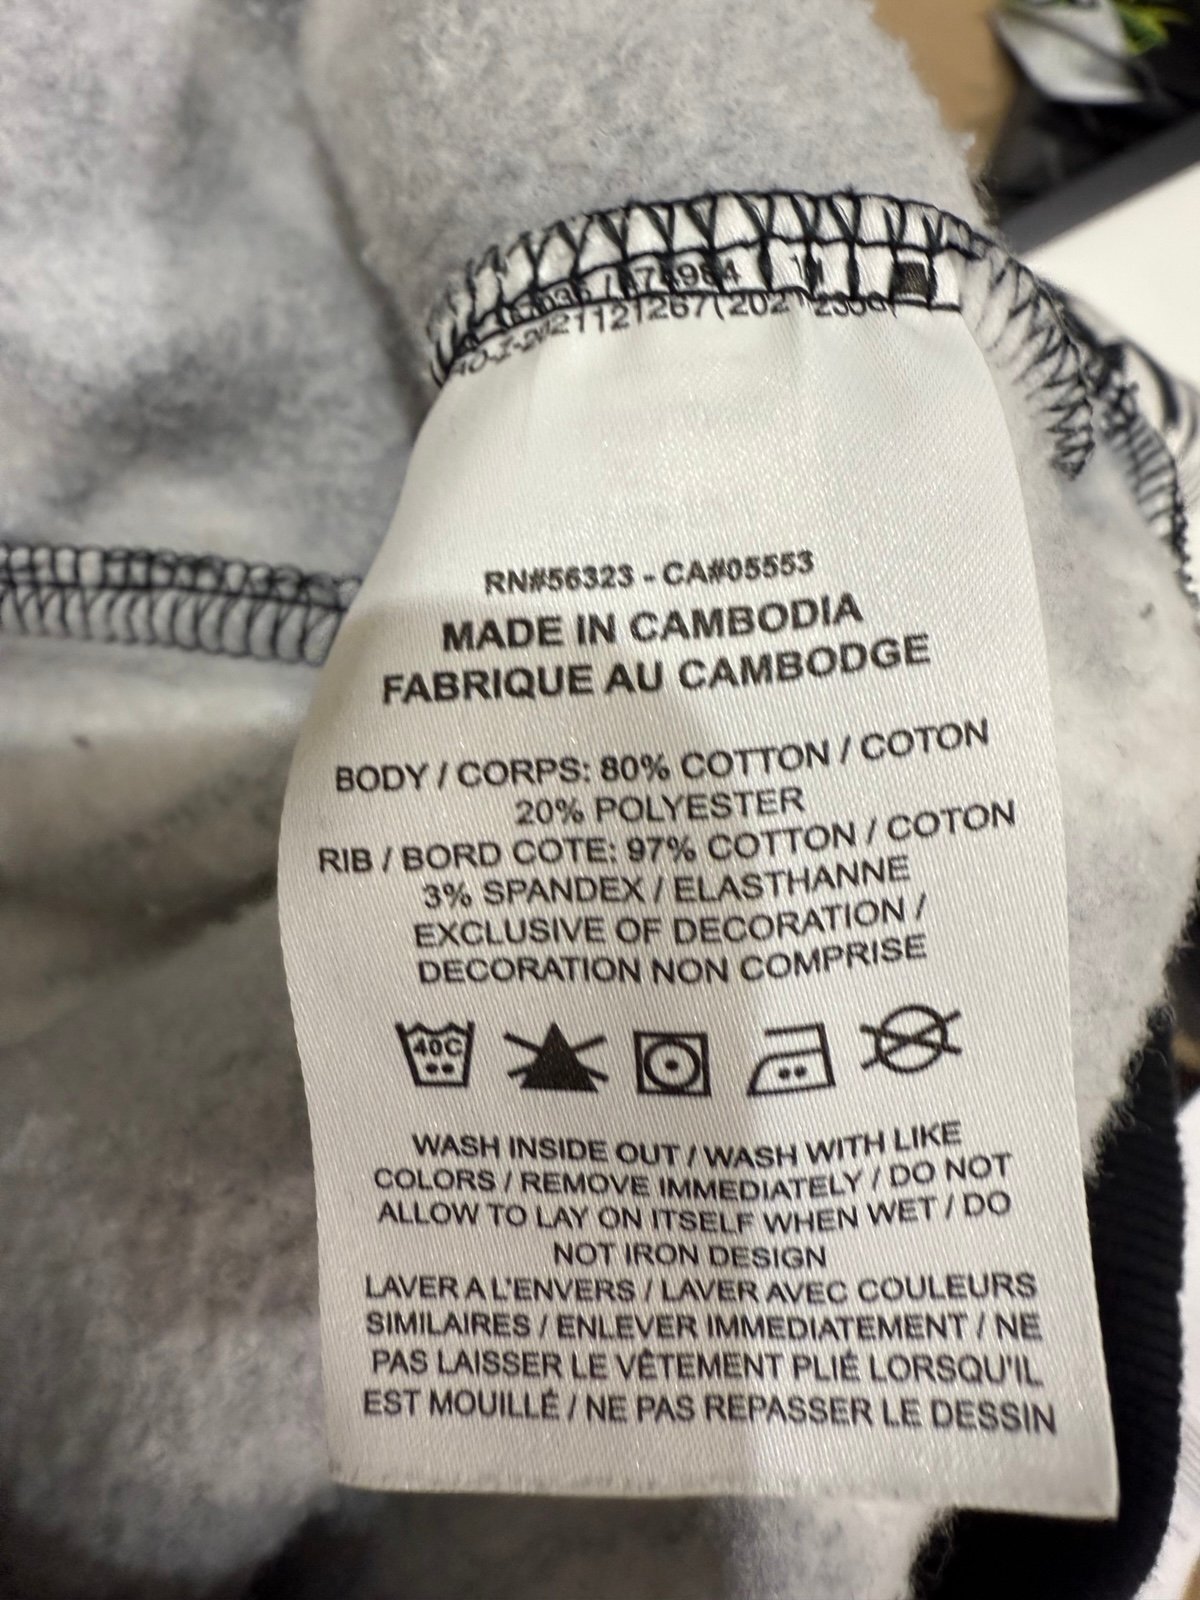 RN#56323 - CA#05553
MADE IN CAMBODIA
FABRIQUE AU CAMBODGE
BODY / CORPS: 80% COTTON / COTON
20% POLYESTER
RIB / BORD COTE: 97% COTTON / COTON
3% SPANDEX / ELASTHANNE
EXCLUSIVE OF DECORATION /
DECORATION NON COMPRISE
40C
WASH INSIDE OUT / WASH WITH LIKE
COLORS / REMOVE IMMEDIATELY / DO NOT
ALLOW TO LAY ON ITSELF WHEN WET / DO
NOT IRON DESIGN
LAVER A L'ENVERS / LAVER AVEC COULEURS
SIMILAIRES / ENLEVER IMMEDIATEMENT / NE
PAS LAISSER LE VÊTEMENT PLIÉ LORSQU'IL
EST MOUILLÉ / NE PAS REPASSER LE DESSIN